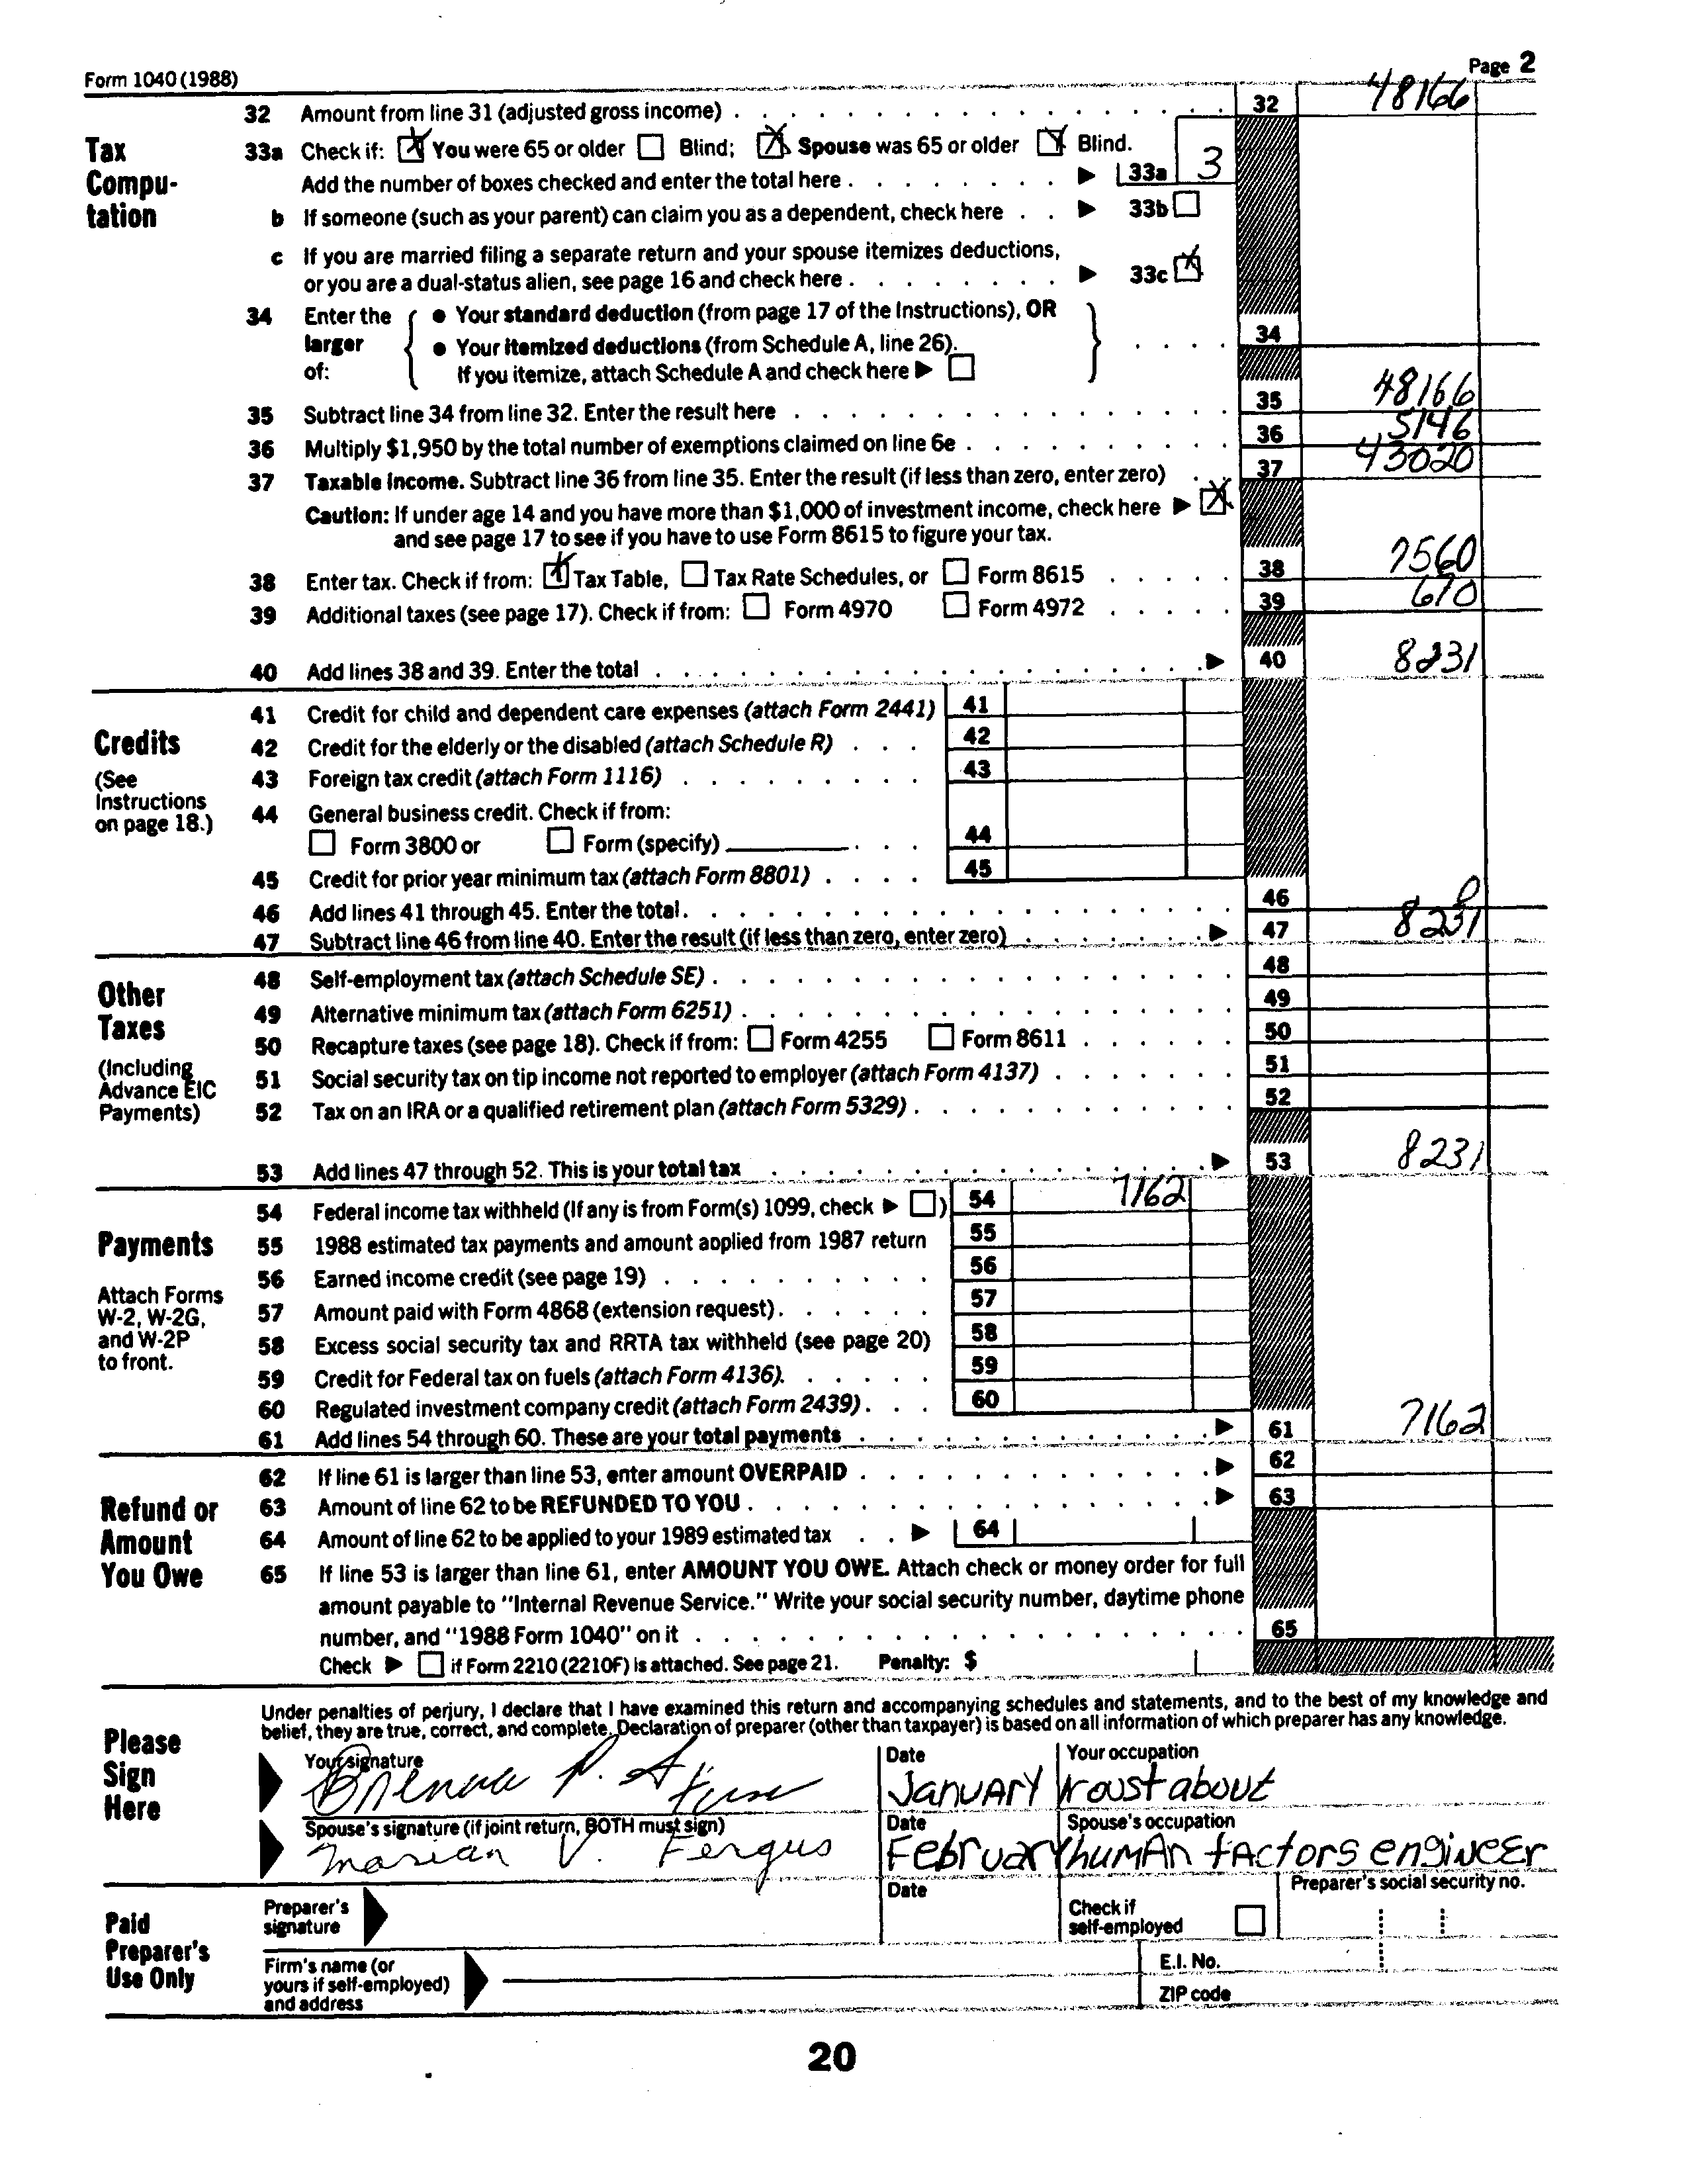 Form 1040 (1988) Page 2
Tax Computation
32 Amount from line 31 (adjusted gross income) 32 48166
33a Check if: You were 65 or older Blind; Spouse was 65 or older Blind.
Add the number of boxes checked and enter the total here 33a 3
b If someone (such as your parent) can claim you as a dependent, check here 33b
c If you are married filing a separate return and your spouse itemizes deductions,
or you are a dual-status alien, see page 16 and check here 33c
34 Enter the larger of: • Your standard deduction (from page 17 of the Instructions), OR
• Your itemized deductions (from Schedule A, line 26). 34
If you itemize, attach Schedule A and check here
35 Subtract line 34 from line 32. Enter the result here 35 48166
36 Multiply $1,950 by the total number of exemptions claimed on line 6e 36 5146
37 Taxable income. Subtract line 36 from line 35. Enter the result (if less than zero, enter zero) 37 43020
Caution: If under age 14 and you have more than $1,000 of investment income, check here
and see page 17 to see if you have to use Form 8615 to figure your tax.
38 Enter tax. Check if from: Tax Table, Tax Rate Schedules, or Form 8615 38 7560
39 Additional taxes (see page 17). Check if from: Form 4970 Form 4972 39 670
40 Add lines 38 and 39. Enter the total 40 8231
Credits
(See Instructions on page 18.)
41 Credit for child and dependent care expenses (attach Form 2441) 41
42 Credit for the elderly or the disabled (attach Schedule R) 42
43 Foreign tax credit (attach Form 1116) 43
44 General business credit. Check if from:
Form 3800 or Form (specify) 44
45 Credit for prior year minimum tax (attach Form 8801) 45
46 Add lines 41 through 45. Enter the total. 46 0
47 Subtract line 46 from line 40. Enter the result (if less than zero, enter zero) 47 8231
Other Taxes
(Including Advance EIC Payments)
48 Self-employment tax (attach Schedule SE) 48
49 Alternative minimum tax (attach Form 6251) 49
50 Recapture taxes (see page 18). Check if from: Form 4255 Form 8611 50
51 Social security tax on tip income not reported to employer (attach Form 4137) 51
52 Tax on an IRA or a qualified retirement plan (attach Form 5329) 52
53 Add lines 47 through 52. This is your total tax 53 8231
Payments
Attach Forms W-2, W-2G, and W-2P to front.
54 Federal income tax withheld (If any is from Form(s) 1099, check ) 54 7162
55 1988 estimated tax payments and amount applied from 1987 return 55
56 Earned income credit (see page 19) 56
57 Amount paid with Form 4868 (extension request) 57
58 Excess social security tax and RRTA tax withheld (see page 20) 58
59 Credit for Federal tax on fuels (attach Form 4136). 59
60 Regulated investment company credit (attach Form 2439) 60
61 Add lines 54 through 60. These are your total payments 61 7162
Refund or Amount You Owe
62 If line 61 is larger than line 53, enter amount OVERPAID 62
63 Amount of line 62 to be REFUNDED TO YOU 63
64 Amount of line 62 to be applied to your 1989 estimated tax 64
65 If line 53 is larger than line 61, enter AMOUNT YOU OWE. Attach check or money order for full
amount payable to "Internal Revenue Service." Write your social security number, daytime phone
number, and "1988 Form 1040" on it 65
Check if Form 2210 (2210F) is attached. See page 21. Penalty: $
Please Sign Here
Under penalties of perjury, I declare that I have examined this return and accompanying schedules and statements, and to the best of my knowledge and
belief, they are true, correct, and complete. Declaration of preparer (other than taxpayer) is based on all information of which preparer has any knowledge.
Your signature Date Your occupation
P. January roustabout
Spouse's signature (if joint return, BOTH must sign) Date Spouse's occupation
Marian V. Fergus February human factors engineer
Paid Preparer's Use Only
Preparer's signature Date Check if self-employed Preparer's social security no.
Firm's name (or yours if self-employed) and address E.I. No.
ZIP code
20